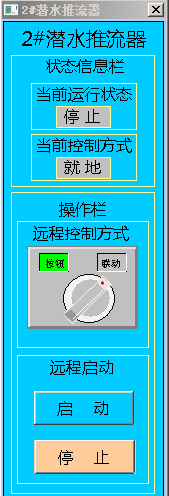 2#潜水推流器
2#潜水推流器
状态信息栏
当前运行状态
停止
当前控制方式
就地
操作栏
远程控制方式
按钮 联动
远程启动
启 动
停 止